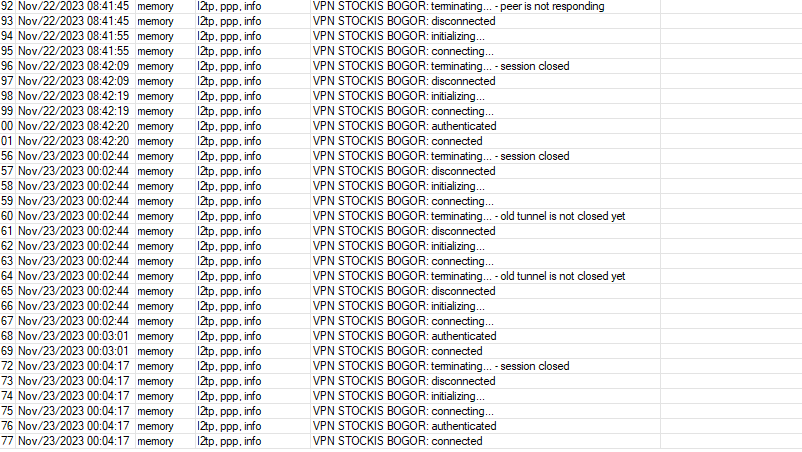 92 Nov/22/2023 08:41:45 memory l2tp, ppp, info VPN STOCKIS BOGOR: terminating... - peer is not responding
93 Nov/22/2023 08:41:45 memory l2tp, ppp, info VPN STOCKIS BOGOR: disconnected
94 Nov/22/2023 08:41:55 memory l2tp, ppp, info VPN STOCKIS BOGOR: initializing...
95 Nov/22/2023 08:41:55 memory l2tp, ppp, info VPN STOCKIS BOGOR: connecting...
96 Nov/22/2023 08:42:09 memory l2tp, ppp, info VPN STOCKIS BOGOR: terminating... - session closed
97 Nov/22/2023 08:42:09 memory l2tp, ppp, info VPN STOCKIS BOGOR: disconnected
98 Nov/22/2023 08:42:19 memory l2tp, ppp, info VPN STOCKIS BOGOR: initializing...
99 Nov/22/2023 08:42:19 memory l2tp, ppp, info VPN STOCKIS BOGOR: connecting...
00 Nov/22/2023 08:42:20 memory l2tp, ppp, info VPN STOCKIS BOGOR: authenticated
01 Nov/22/2023 08:42:20 memory l2tp, ppp, info VPN STOCKIS BOGOR: connected
56 Nov/23/2023 00:02:44 memory l2tp, ppp, info VPN STOCKIS BOGOR: terminating... - session closed
57 Nov/23/2023 00:02:44 memory l2tp, ppp, info VPN STOCKIS BOGOR: disconnected
58 Nov/23/2023 00:02:44 memory l2tp, ppp, info VPN STOCKIS BOGOR: initializing...
59 Nov/23/2023 00:02:44 memory l2tp, ppp, info VPN STOCKIS BOGOR: connecting...
60 Nov/23/2023 00:02:44 memory l2tp, ppp, info VPN STOCKIS BOGOR: terminating... - old tunnel is not closed yet
61 Nov/23/2023 00:02:44 memory l2tp, ppp, info VPN STOCKIS BOGOR: disconnected
62 Nov/23/2023 00:02:44 memory l2tp, ppp, info VPN STOCKIS BOGOR: initializing...
63 Nov/23/2023 00:02:44 memory l2tp, ppp, info VPN STOCKIS BOGOR: connecting...
64 Nov/23/2023 00:02:44 memory l2tp, ppp, info VPN STOCKIS BOGOR: terminating... - old tunnel is not closed yet
65 Nov/23/2023 00:02:44 memory l2tp, ppp, info VPN STOCKIS BOGOR: disconnected
66 Nov/23/2023 00:02:44 memory l2tp, ppp, info VPN STOCKIS BOGOR: initializing...
67 Nov/23/2023 00:02:44 memory l2tp, ppp, info VPN STOCKIS BOGOR: connecting...
68 Nov/23/2023 00:03:01 memory l2tp, ppp, info VPN STOCKIS BOGOR: authenticated
69 Nov/23/2023 00:03:01 memory l2tp, ppp, info VPN STOCKIS BOGOR: connected
72 Nov/23/2023 00:04:17 memory l2tp, ppp, info VPN STOCKIS BOGOR: terminating... - session closed
73 Nov/23/2023 00:04:17 memory l2tp, ppp, info VPN STOCKIS BOGOR: disconnected
74 Nov/23/2023 00:04:17 memory l2tp, ppp, info VPN STOCKIS BOGOR: initializing...
75 Nov/23/2023 00:04:17 memory l2tp, ppp, info VPN STOCKIS BOGOR: connecting...
76 Nov/23/2023 00:04:17 memory l2tp, ppp, info VPN STOCKIS BOGOR: authenticated
77 Nov/23/2023 00:04:17 memory l2tp, ppp, info VPN STOCKIS BOGOR: connected